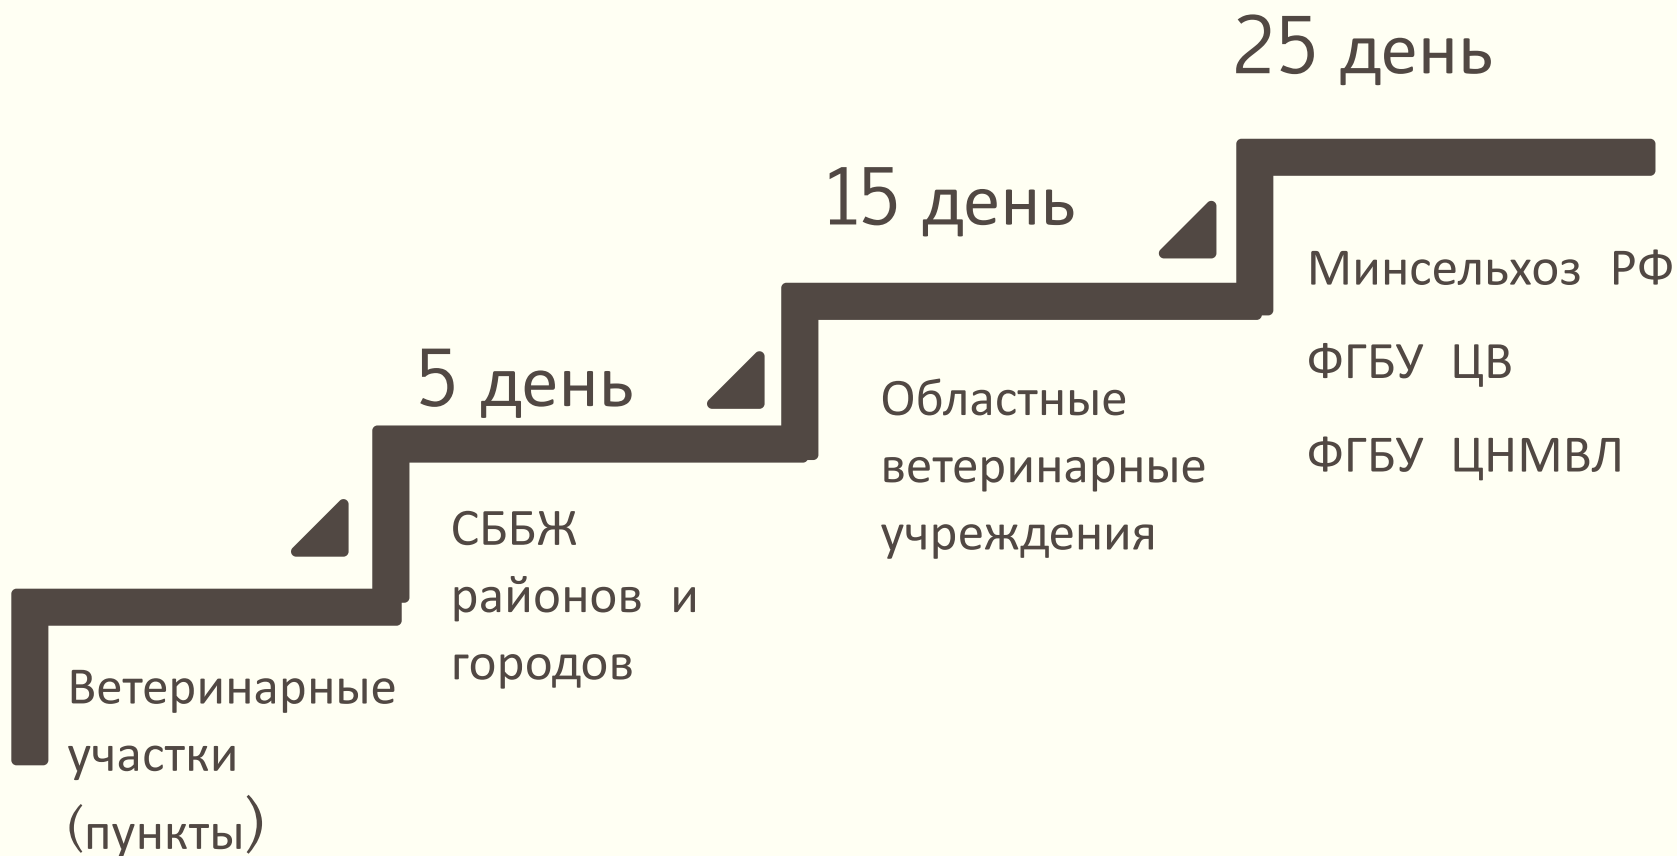 25 день
15 день
5 день
Ветеринарные
участки
(пункты)
СББЖ
районов и
городов
Областные
ветеринарные
учреждения
Минсельхоз РФ
ФГБУ ЦВ
ФГБУ ЦНМВЛ